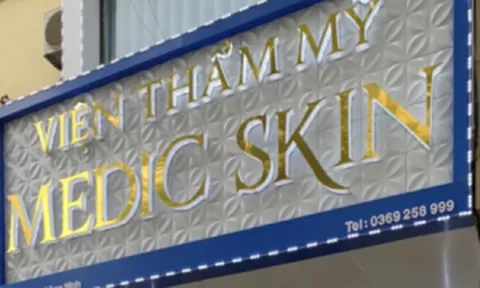 VIỆN THẨM MỸ
MEDIC SKIN
Tel: 0369 258 999